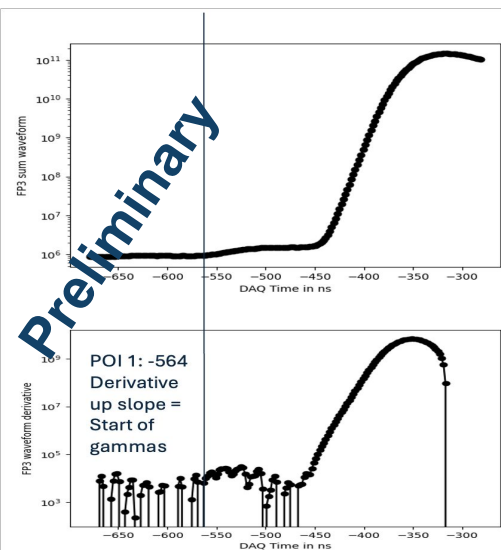 10¹¹
10¹⁰
10⁹
10⁸
10⁷
10⁶
FP3 sum waveform
−650 −600 −550 −500 −450 −400 −350 −300
DAQ Time in ns
Preliminary
POI 1: -564
Derivative
up slope =
Start of
gammas
10⁹
10⁷
10⁵
10³
FP3 waveform derivative
−650 −600 −550 −500 −450 −400 −350 −300
DAQ Time in ns